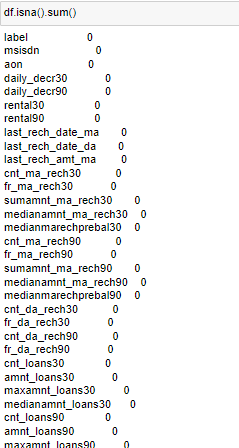 df.isna().sum()
label 0
msisdn 0
aon 0
daily_decr30 0
daily_decr90 0
rental30 0
rental90 0
last_rech_date_ma 0
last_rech_date_da 0
last_rech_amt_ma 0
cnt_ma_rech30 0
fr_ma_rech30 0
sumamnt_ma_rech30 0
medianamnt_ma_rech30 0
medianmarechprebal30 0
cnt_ma_rech90 0
fr_ma_rech90 0
sumamnt_ma_rech90 0
medianamnt_ma_rech90 0
medianmarechprebal90 0
cnt_da_rech30 0
fr_da_rech30 0
cnt_da_rech90 0
fr_da_rech90 0
cnt_loans30 0
amnt_loans30 0
maxamnt_loans30 0
medianamnt_loans30 0
cnt_loans90 0
amnt_loans90 0
maxamnt_loans90 0